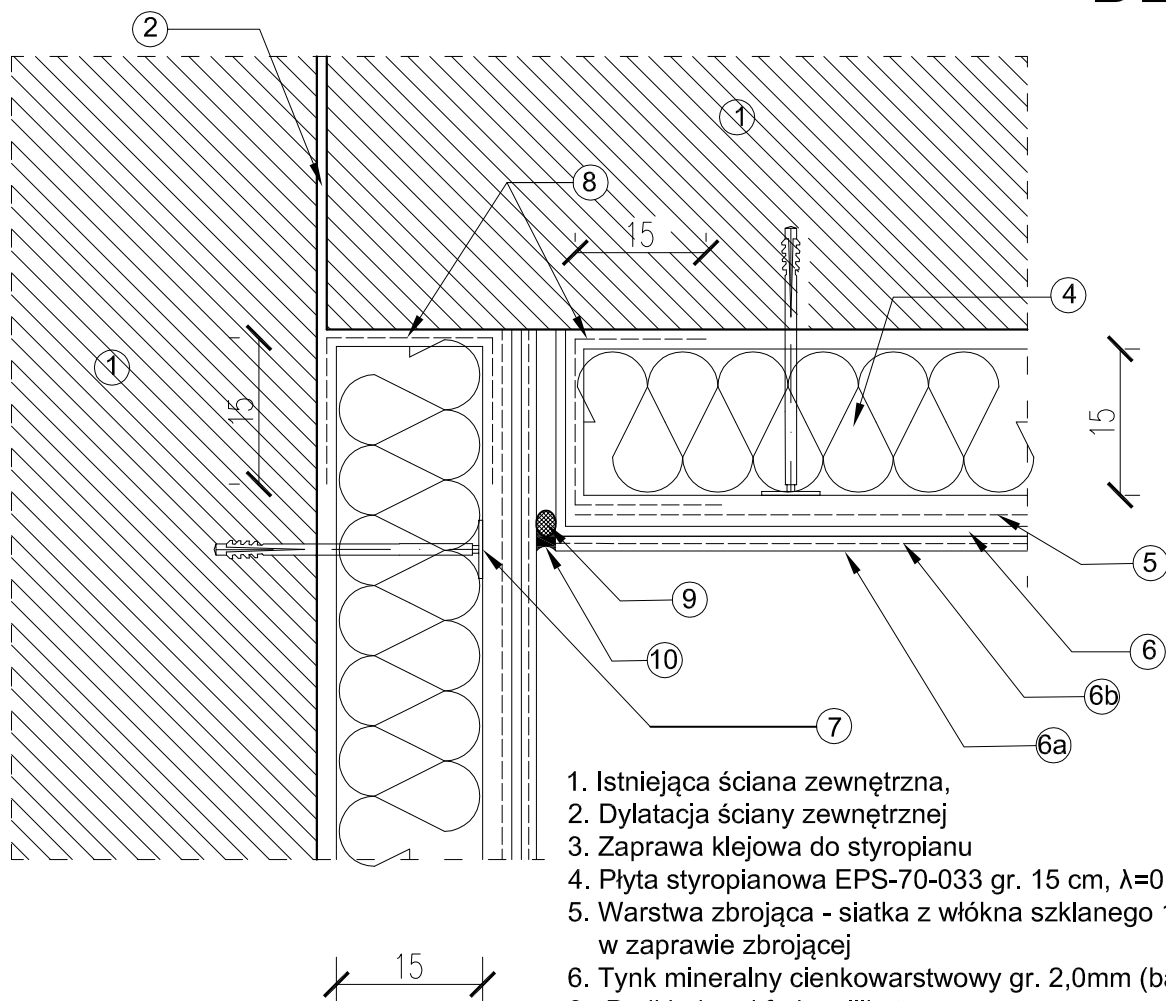 2
1
8
15
4
1
15
15
5
9
10
6
6b
7
6a
1. Istniejąca ściana zewnętrzna,
2. Dylatacja ściany zewnętrznej
3. Zaprawa klejowa do styropianu
4. Płyta styropianowa EPS-70-033 gr. 15 cm, λ=0
5. Warstwa zbrojąca - siatka z włókna szklanego
w zaprawie zbrojącej
6. Tynk mineralny cienkowarstwowy gr. 2,0mm (ba
15